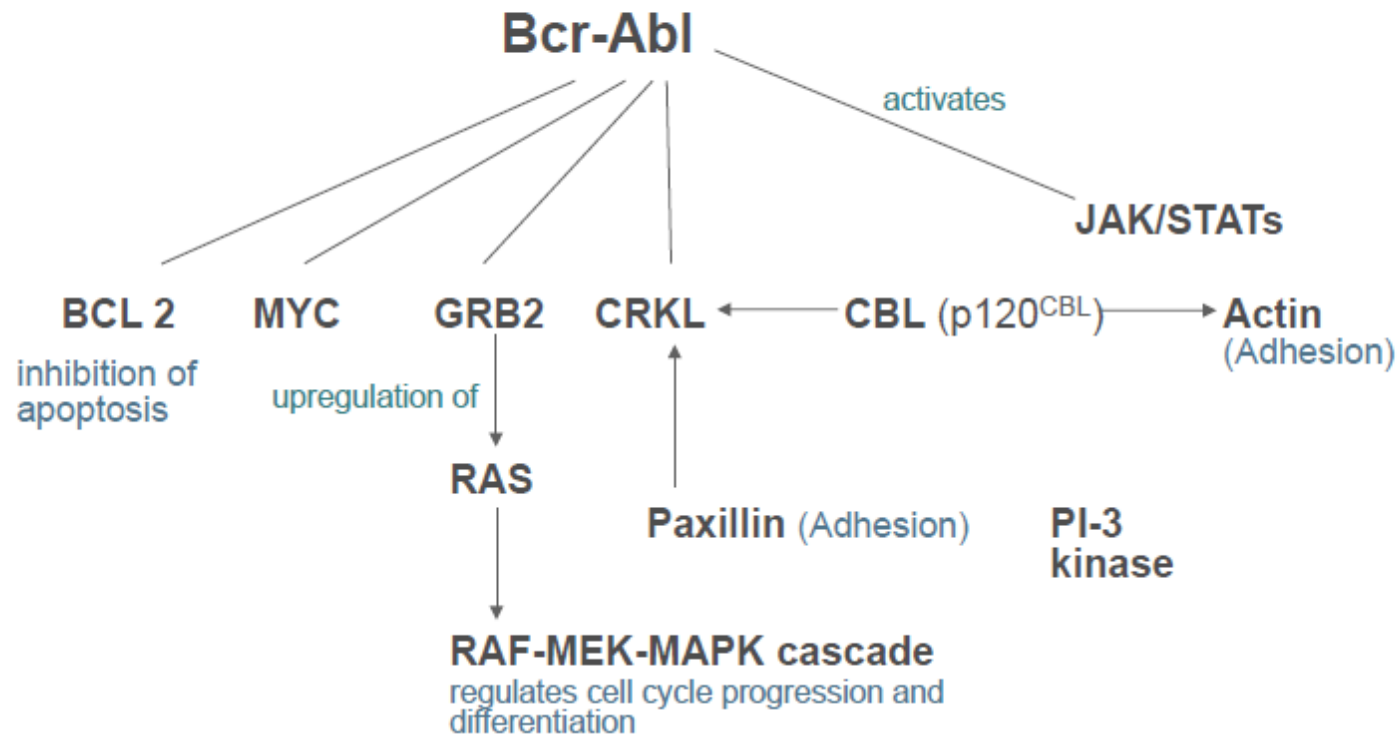 Bcr-Abl
activates
JAK/STATs
BCL 2
MYC
GRB2
CRKL
CBL (p120CBL)
Actin
(Adhesion)
inhibition of
apoptosis
upregulation of
RAS
Paxillin (Adhesion)
PI-3
kinase
RAF-MEK-MAPK cascade
regulates cell cycle progression and
differentiation